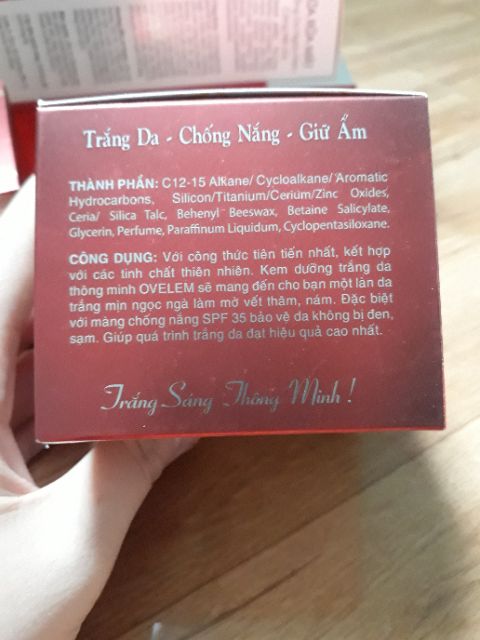 Trắng Da - Chống Nắng - Giữ Ẩm
THÀNH PHẦN: C12-15 Alkane/ Cycloalkane/ Aromatic
Hydrocarbons, Silicon/Titanium/Cerium/Zinc Oxides,
Ceria/ Silica Talc, Behenyl Beeswax, Betaine Salicylate,
Glycerin, Perfume, Paraffinum Liquidum, Cyclopentasiloxane.
CÔNG DỤNG: Với công thức tiên tiến nhất, kết hợp
với các tinh chất thiên nhiên. Kem dưỡng trắng da
thông minh OVELEM sẽ mang đến cho bạn một làn da
trắng mịn ngọc ngà làm mờ vết thâm, nám. Đặc biệt
với màng chống nắng SPF 35 bảo vệ da không bị đen,
sạm. Giúp quá trình trắng da đạt hiệu quả cao nhất.
Trắng Sáng Thông Minh !